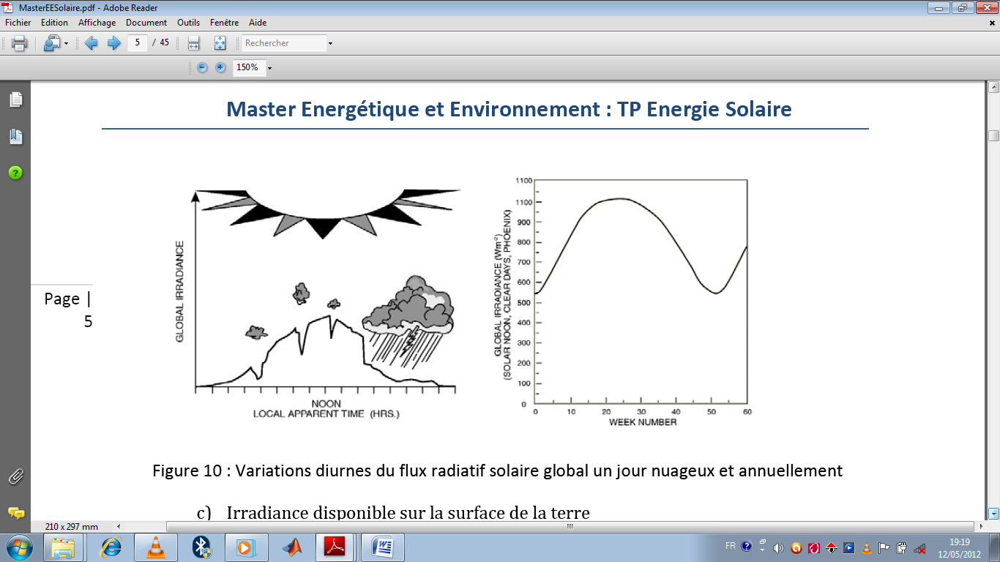 MasterEESolaire.pdf - Adobe Reader
Fichier Edition Affichage Document Outils Fenêtre Aide
5 / 45 Rechercher
150%
Master Energétique et Environnement : TP Energie Solaire
GLOBAL IRRADIANCE
NOON
LOCAL APPARENT TIME (HRS.)
GLOBAL IRRADIANCE (Wm-2)
(SOLAR NOON, CLEAR DAYS, PHOENIX)
1100
1100
900
800
700
600
500
400
300
200
100
0
0 10 20 30 40 50 60
WEEK NUMBER
Page |
5
Figure 10 : Variations diurnes du flux radiatif solaire global un jour nuageux et annuellement
c) Irradiance disponible sur la surface de la terre
210 x 297 mm
FR
19:19
12/05/2012